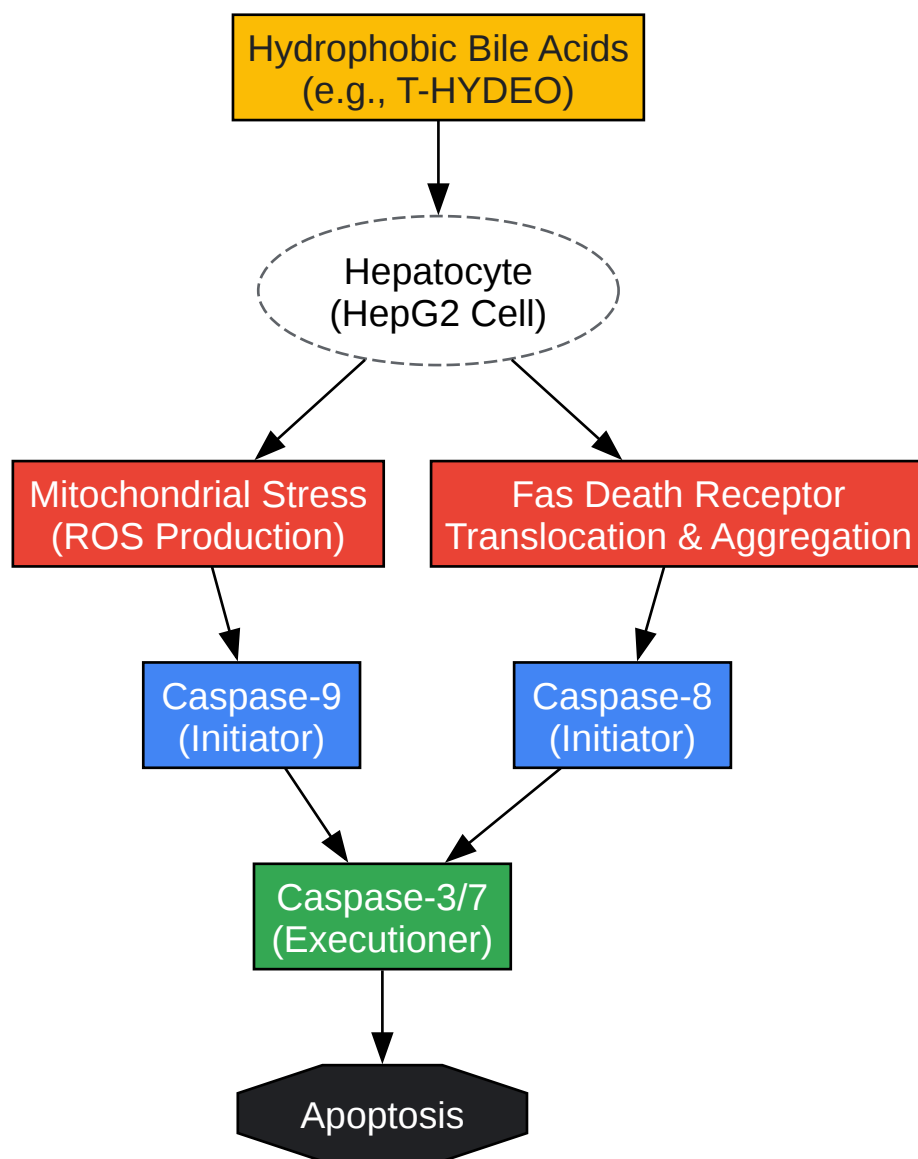 Hydrophobic Bile Acids
(e.g., T-HYDEO)
Hepatocyte
(HepG2 Cell)
Mitochondrial Stress
(ROS Production)
Fas Death Receptor
Translocation & Aggregation
Caspase-9
(Initiator)
Caspase-8
(Initiator)
Caspase-3/7
(Executioner)
Apoptosis